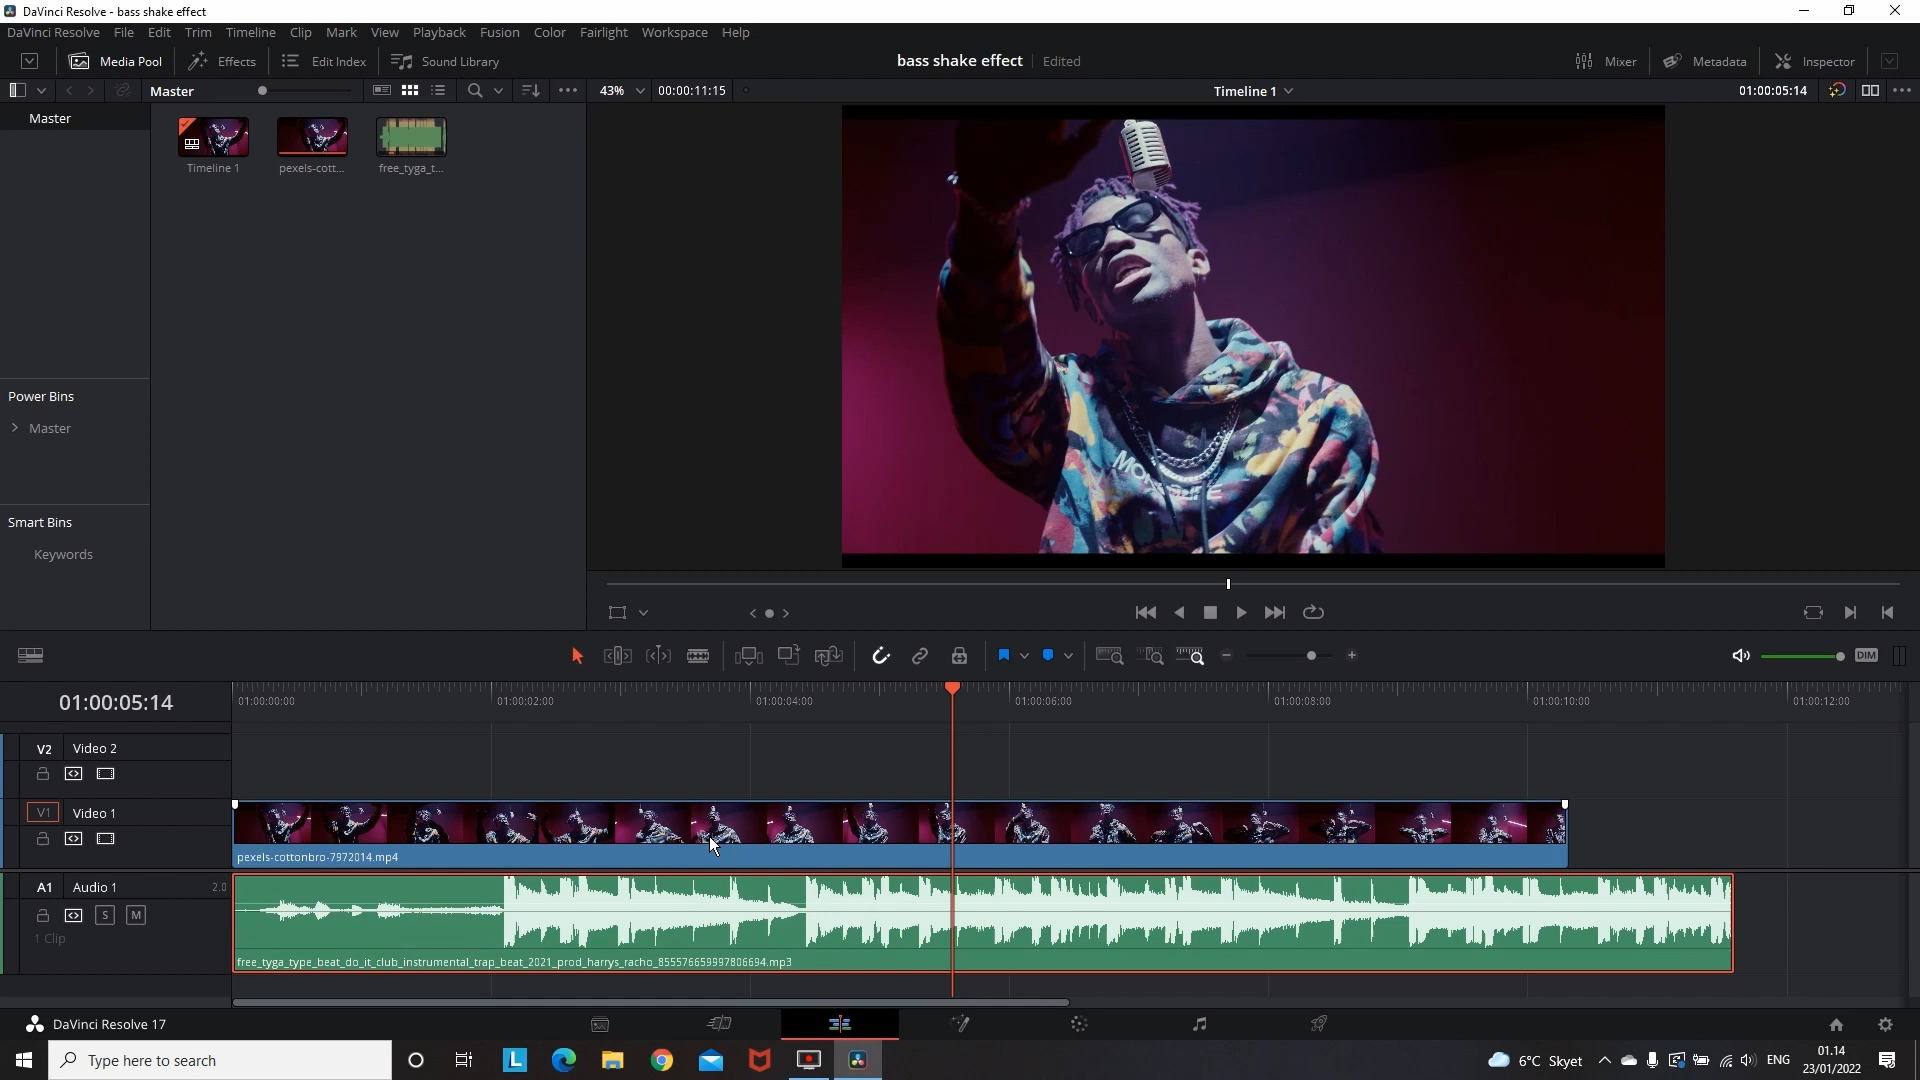 DaVinci Resolve - bass shake effect
DaVinci Resolve File Edit Trim Timeline Clip Mark View Playback Fusion Color Fairlight Workspace Help
Media Pool Effects Edit Index Sound Library bass shake effect Edited Mixer Metadata Inspector
Master 43% 00:00:11:15 Timeline 1 01:00:05:14
Master
Timeline 1 pexels-cott... free_tyga_t...
Power Bins
Master
Smart Bins
Keywords
DIM
01:00:05:14 01:00:00:00 01:00:02:00 01:00:04:00 01:00:06:00 01:00:08:00 01:00:10:00 01:00:12:00
V2 Video 2
V1 Video 1
pexels-cottonbro-7972014.mp4
A1 Audio 1 2.0
S M
1 Clip
free_tyga_type_beat_do_it_club_instrumental_trap_beat_2021_prod_harrys_racho_855576659997806694.mp3
DaVinci Resolve 17
Type here to search L 6°C Skyet ENG 01.14
23/01/2022